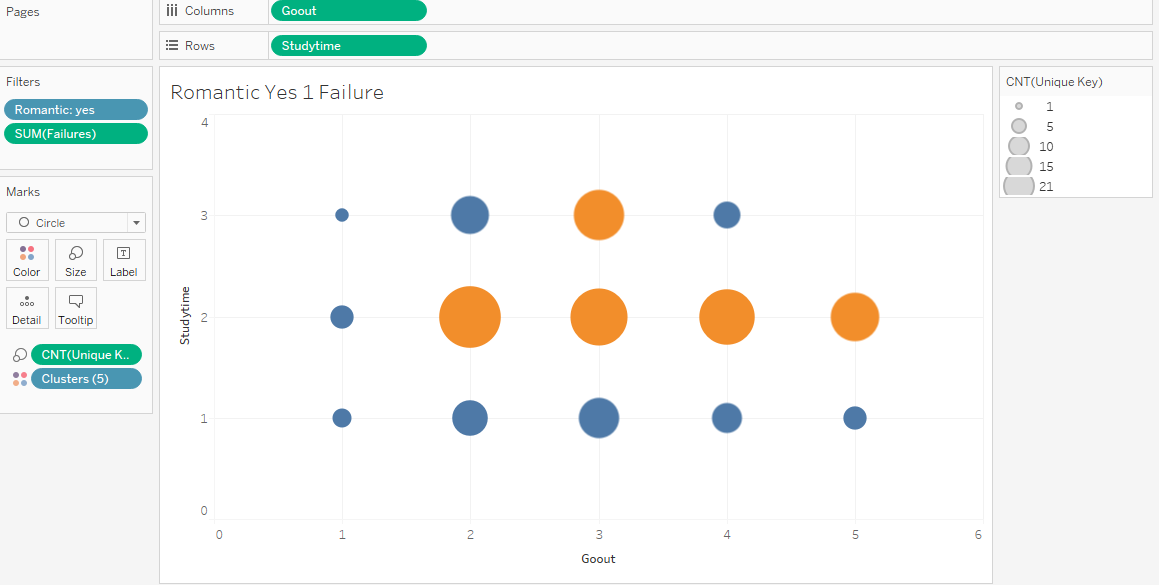 Pages
Columns
Goout
Rows
Studytime
Filters
Romantic: yes
SUM(Failures)
Marks
Circle
Color
Size
Label
Detail
Tooltip
CNT(Unique K..
Clusters (5)
Romantic Yes 1 Failure
Studytime
4
3
2
1
0
0 1 2 3 4 5 6
Goout
CNT(Unique Key)
1
5
10
15
21